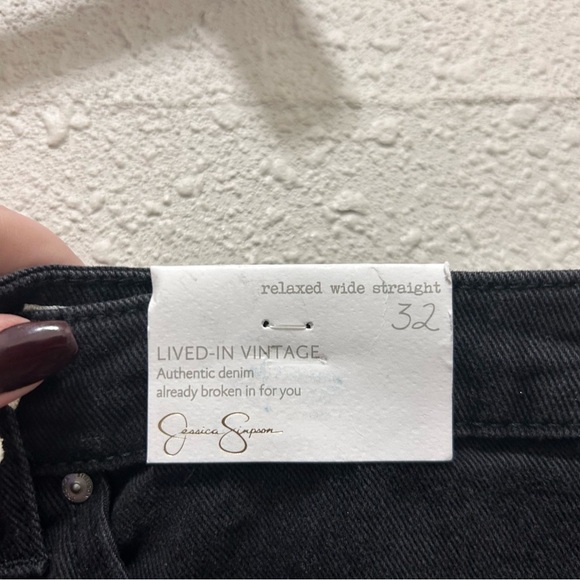 relaxed wide straight
32
LIVED-IN VINTAGE
Authentic denim
already broken in for you
Jessica Simpson